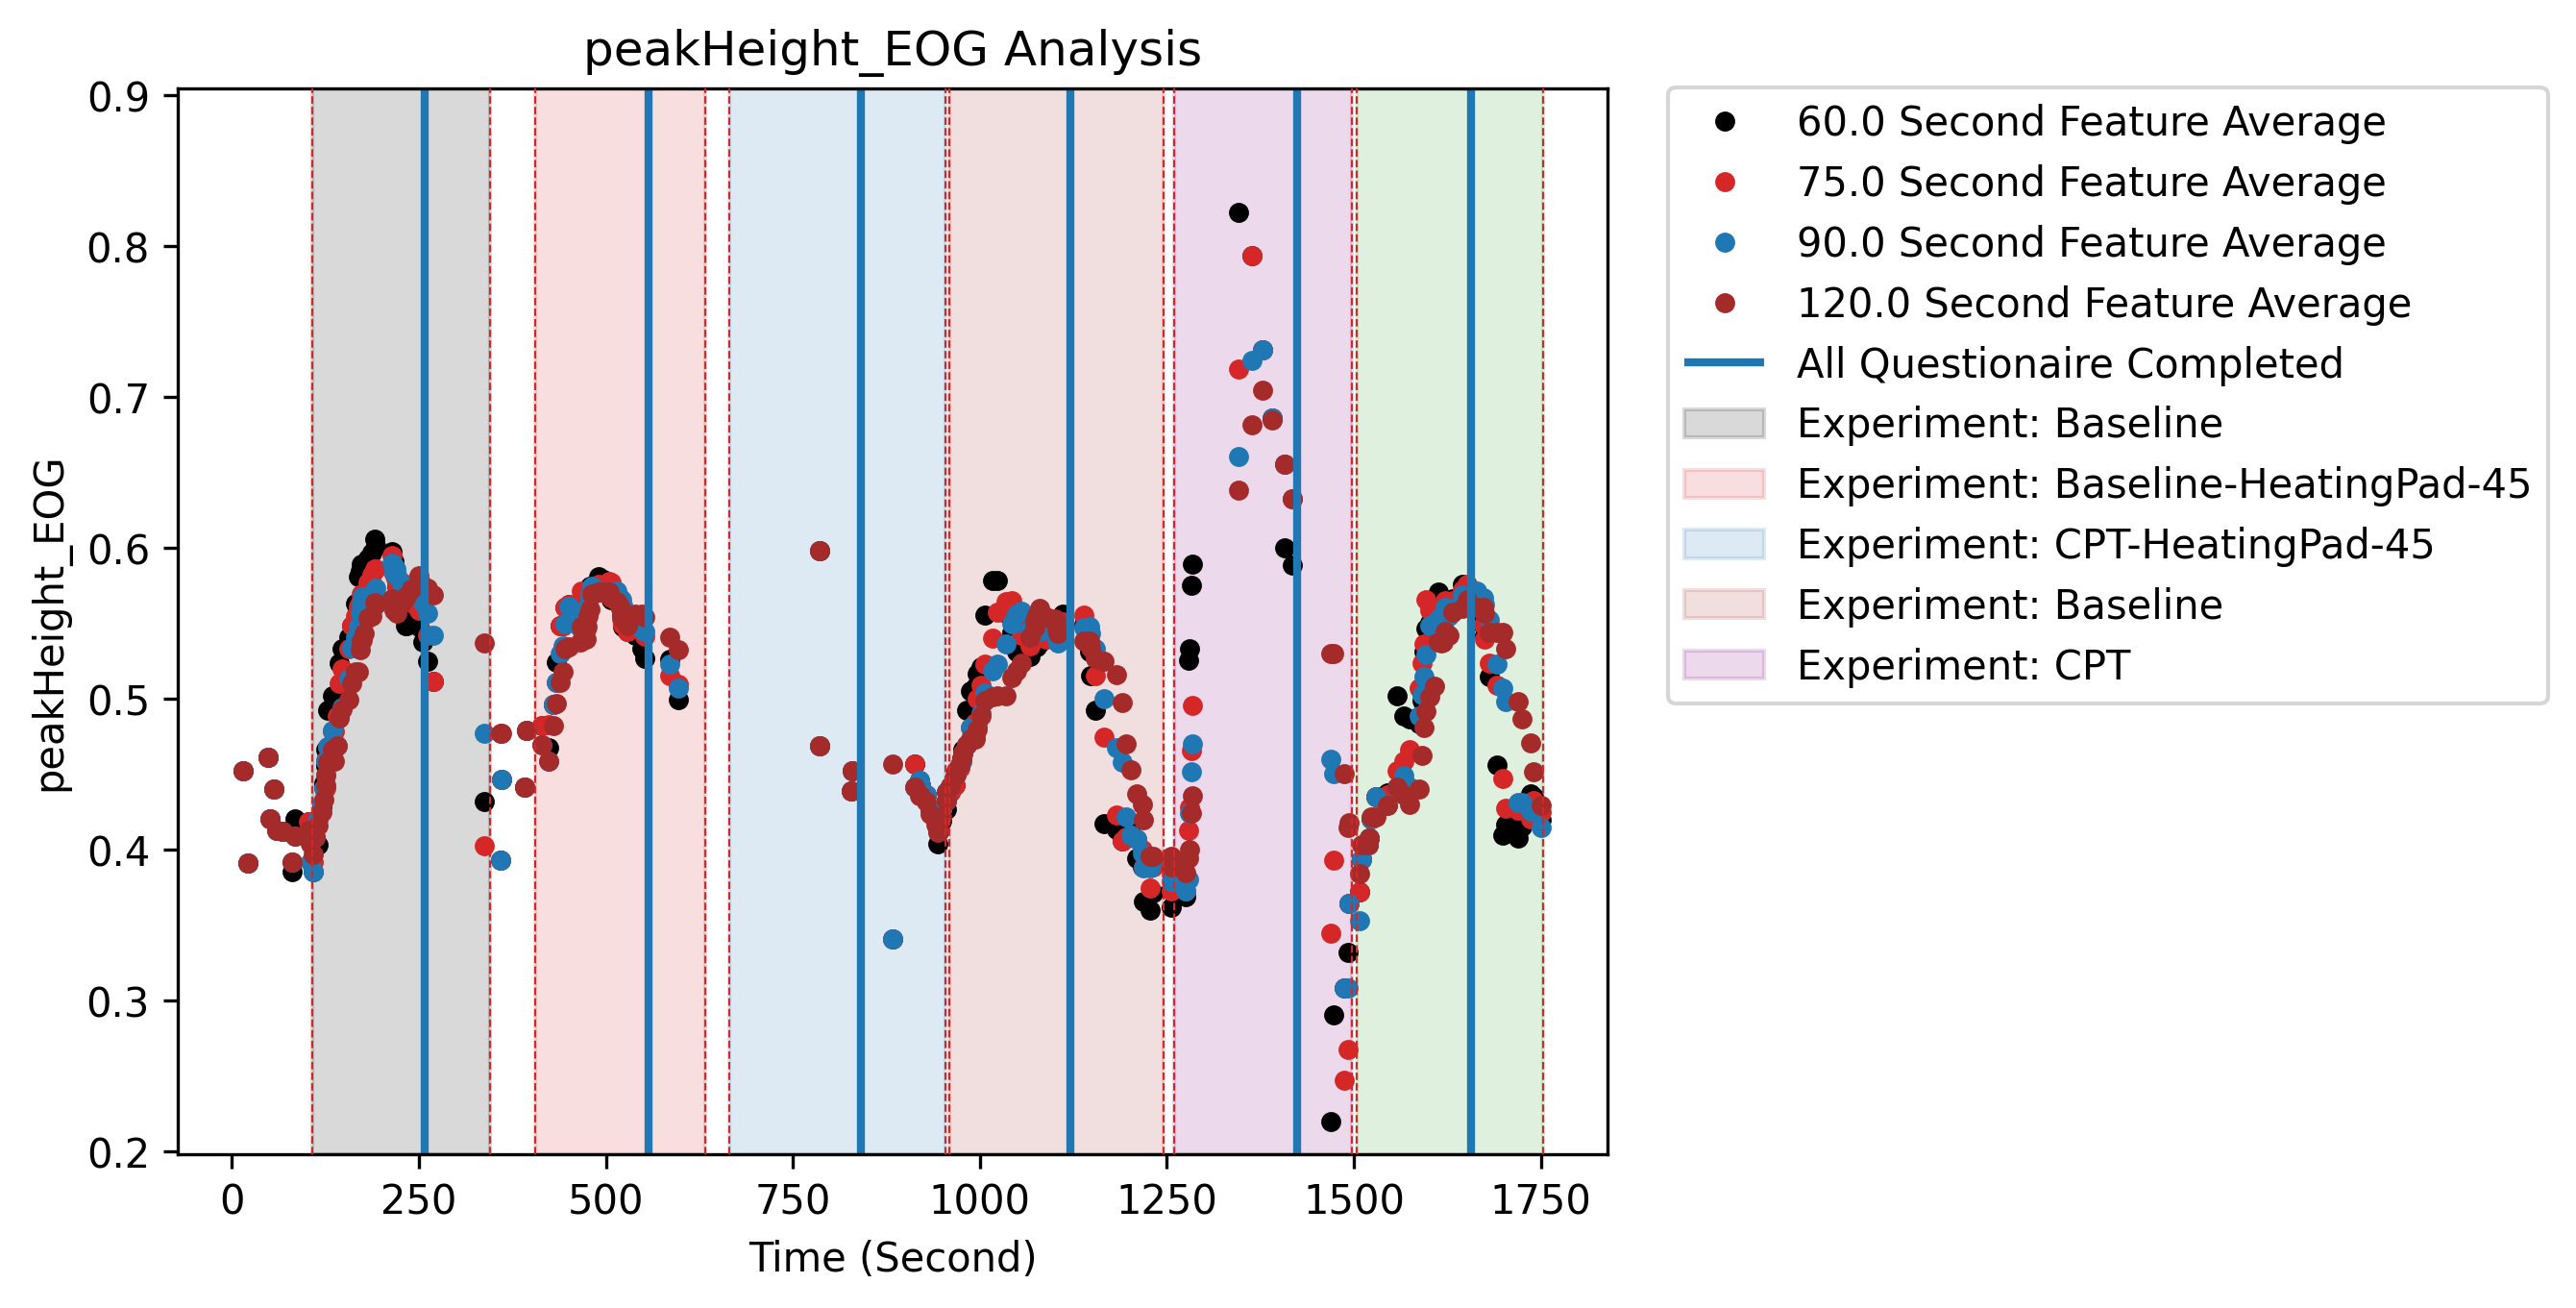 peakHeight_EOG Analysis
peakHeight_EOG
0.9
0.8
0.7
0.6
0.5
0.4
0.3
0.2
0
250
500
750
1000
1250
1500
1750
Time (Second)
60.0 Second Feature Average
75.0 Second Feature Average
90.0 Second Feature Average
120.0 Second Feature Average
All Questionaire Completed
Experiment: Baseline
Experiment: Baseline-HeatingPad-45
Experiment: CPT-HeatingPad-45
Experiment: Baseline
Experiment: CPT